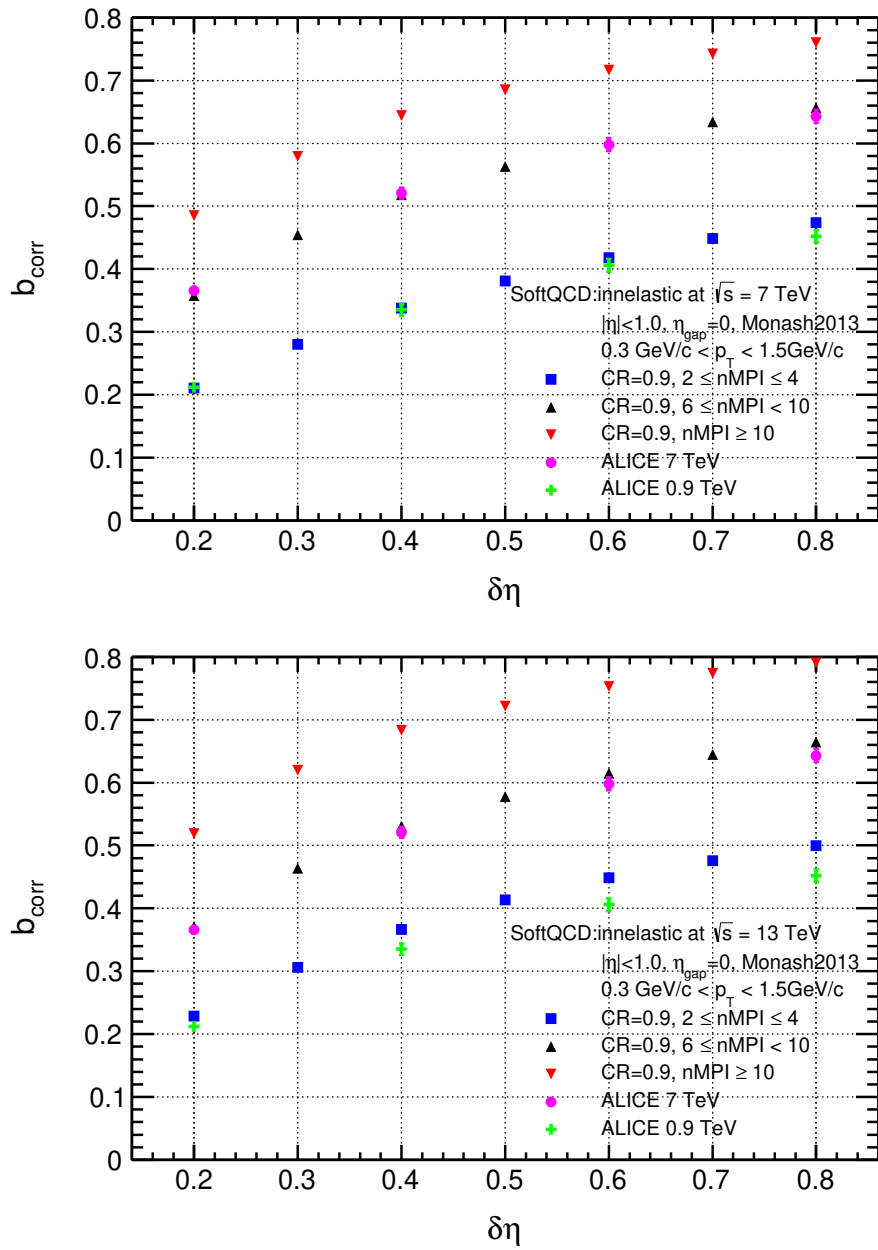 0.8
0.7
0.6
0.5
0.4
0.3
0.2
0.1
0
b_corr
SoftQCD:innelastic at √s = 7 TeV
|η|<1.0, η_gap=0, Monash2013
0.3 GeV/c < p_T < 1.5GeV/c
CR=0.9, 2 ≤ nMPI ≤ 4
CR=0.9, 6 ≤ nMPI < 10
CR=0.9, nMPI ≥ 10
ALICE 7 TeV
ALICE 0.9 TeV
0.2 0.3 0.4 0.5 0.6 0.7 0.8
δη
0.8
0.7
0.6
0.5
0.4
0.3
0.2
0.1
0
b_corr
SoftQCD:innelastic at √s = 13 TeV
|η|<1.0, η_gap=0, Monash2013
0.3 GeV/c < p_T < 1.5GeV/c
CR=0.9, 2 ≤ nMPI ≤ 4
CR=0.9, 6 ≤ nMPI < 10
CR=0.9, nMPI ≥ 10
ALICE 7 TeV
ALICE 0.9 TeV
0.2 0.3 0.4 0.5 0.6 0.7 0.8
δη